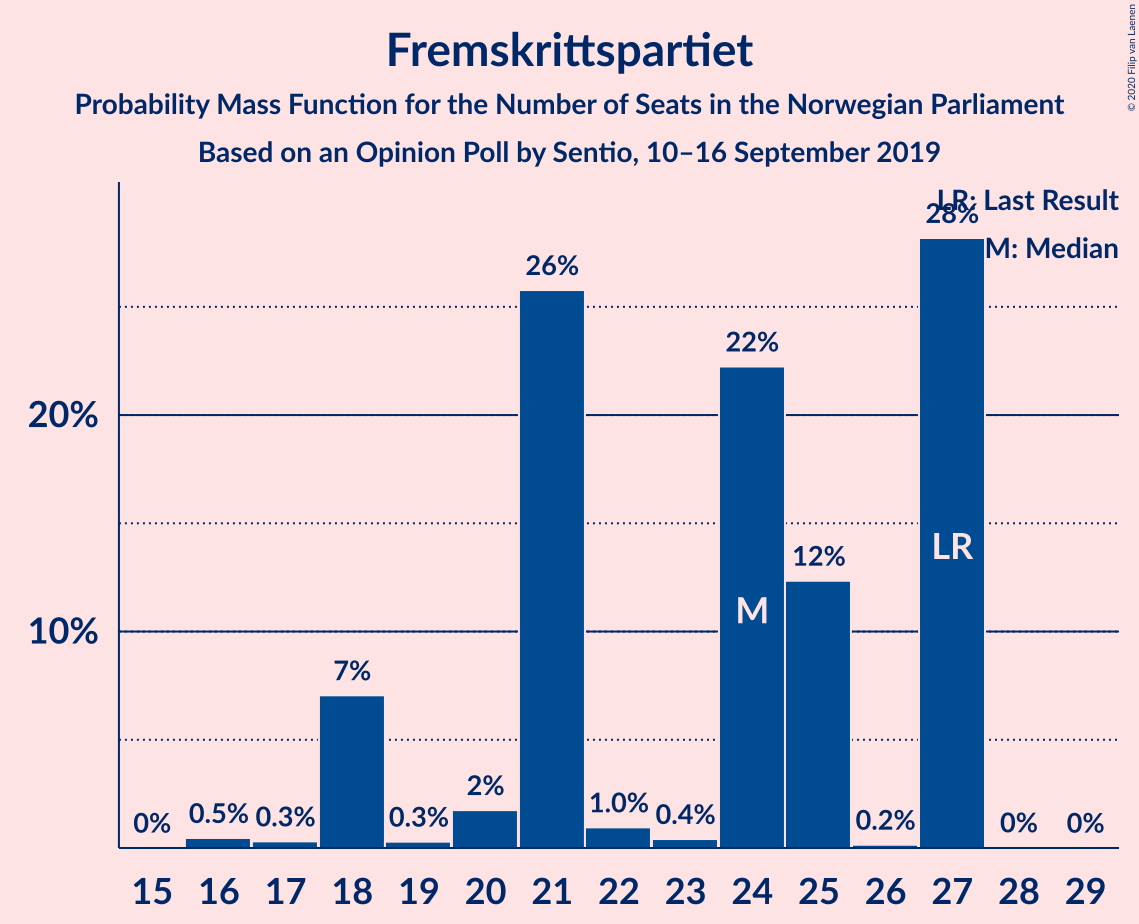 Fremskrittspartiet
Probability Mass Function for the Number of Seats in the Norwegian Parliament
Based on an Opinion Poll by Sentio, 10–16 September 2019
© 2020 Filip van Laenen
LR: Last Result
M: Median
28%
26%
22%
20%
12%
LR
M
10%
7%
2%
0% 0.5% 0.3% 0.3% 1.0% 0.4% 0.2% 0% 0%
15 16 17 18 19 20 21 22 23 24 25 26 27 28 29